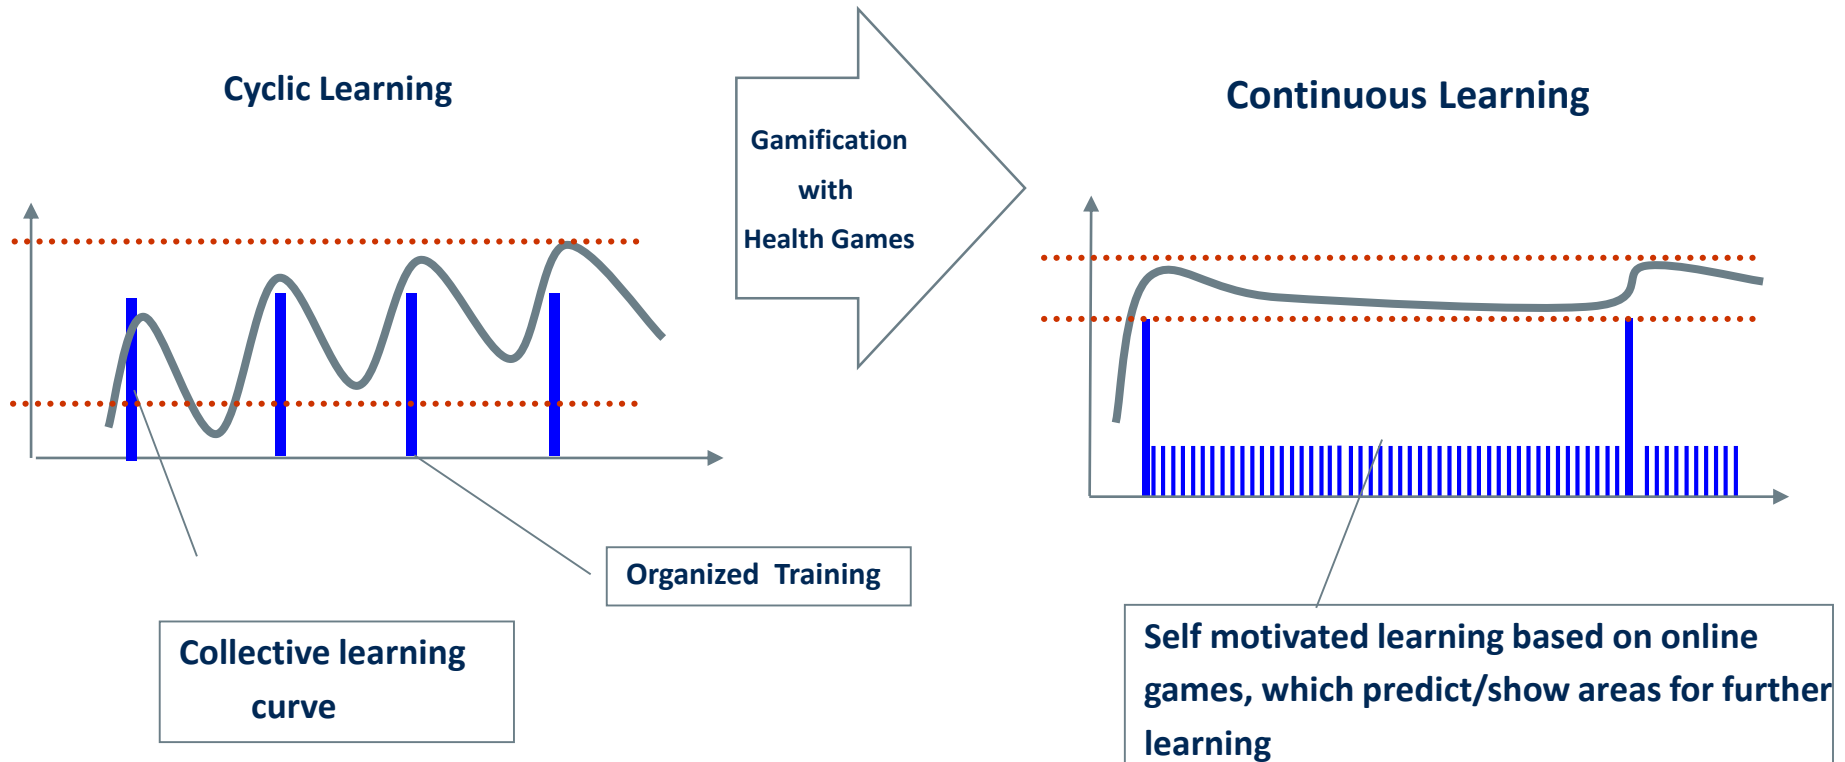 Cyclic Learning
Gamification
with
Health Games
Continuous Learning
Organized Training
Collective learning
curve
Self motivated learning based on online
games, which predict/show areas for further
learning